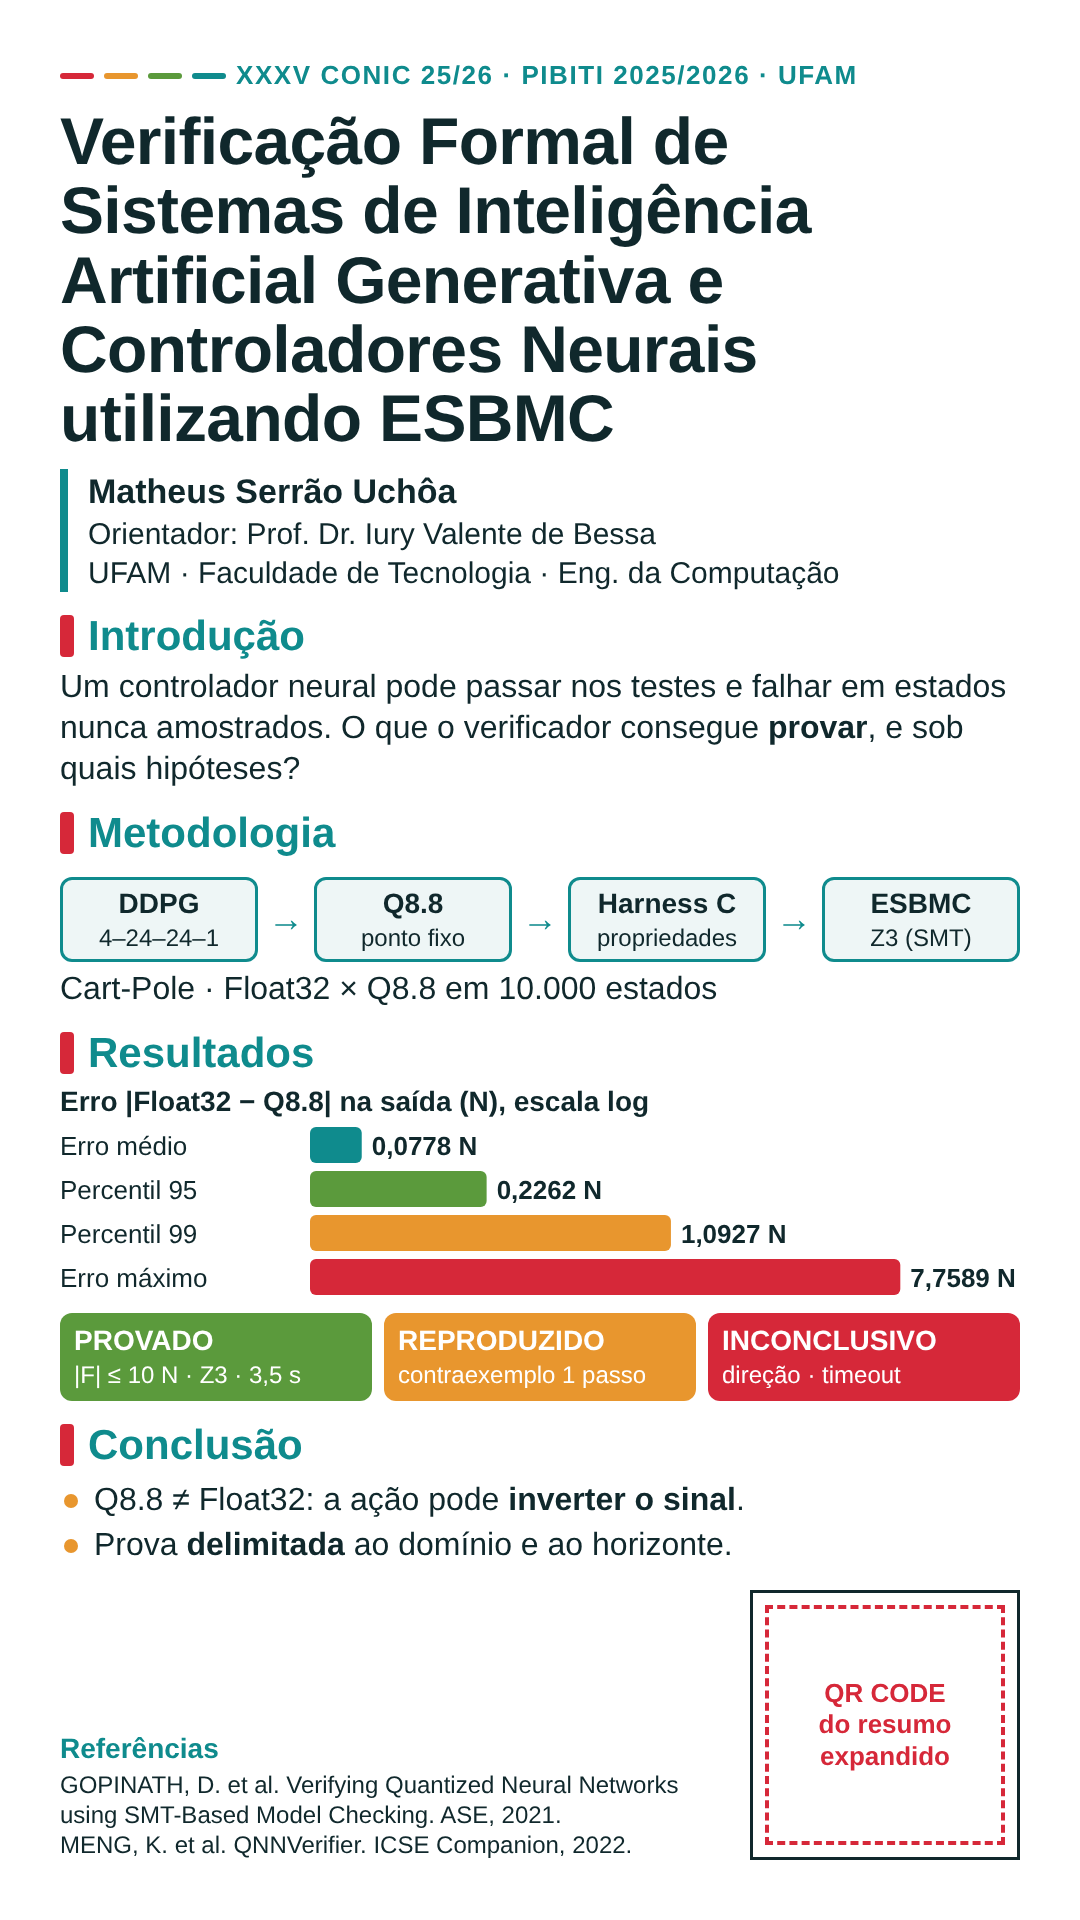 XXXV CONIC 25/26 · PIBITI 2025/2026 · UFAM
Verificação Formal de
Sistemas de Inteligência
Artificial Generativa e
Controladores Neurais
utilizando ESBMC
Matheus Serrão Uchôa
Orientador: Prof. Dr. Iury Valente de Bessa
UFAM · Faculdade de Tecnologia · Eng. da Computação
Introdução
Um controlador neural pode passar nos testes e falhar em estados
nunca amostrados. O que o verificador consegue provar, e sob
quais hipóteses?
Metodologia
DDPG
4–24–24–1
→
Q8.8
ponto fixo
→
Harness C
propriedades
→
ESBMC
Z3 (SMT)
Cart-Pole · Float32 × Q8.8 em 10.000 estados
Resultados
Erro |Float32 − Q8.8| na saída (N), escala log
Erro médio 0,0778 N
Percentil 95 0,2262 N
Percentil 99 1,0927 N
Erro máximo 7,7589 N
PROVADO
|F| ≤ 10 N · Z3 · 3,5 s
REPRODUZIDO
contraexemplo 1 passo
INCONCLUSIVO
direção · timeout
Conclusão
Q8.8 ≠ Float32: a ação pode inverter o sinal.
Prova delimitada ao domínio e ao horizonte.
QR CODE
do resumo
expandido
Referências
GOPINATH, D. et al. Verifying Quantized Neural Networks
using SMT-Based Model Checking. ASE, 2021.
MENG, K. et al. QNNVerifier. ICSE Companion, 2022.